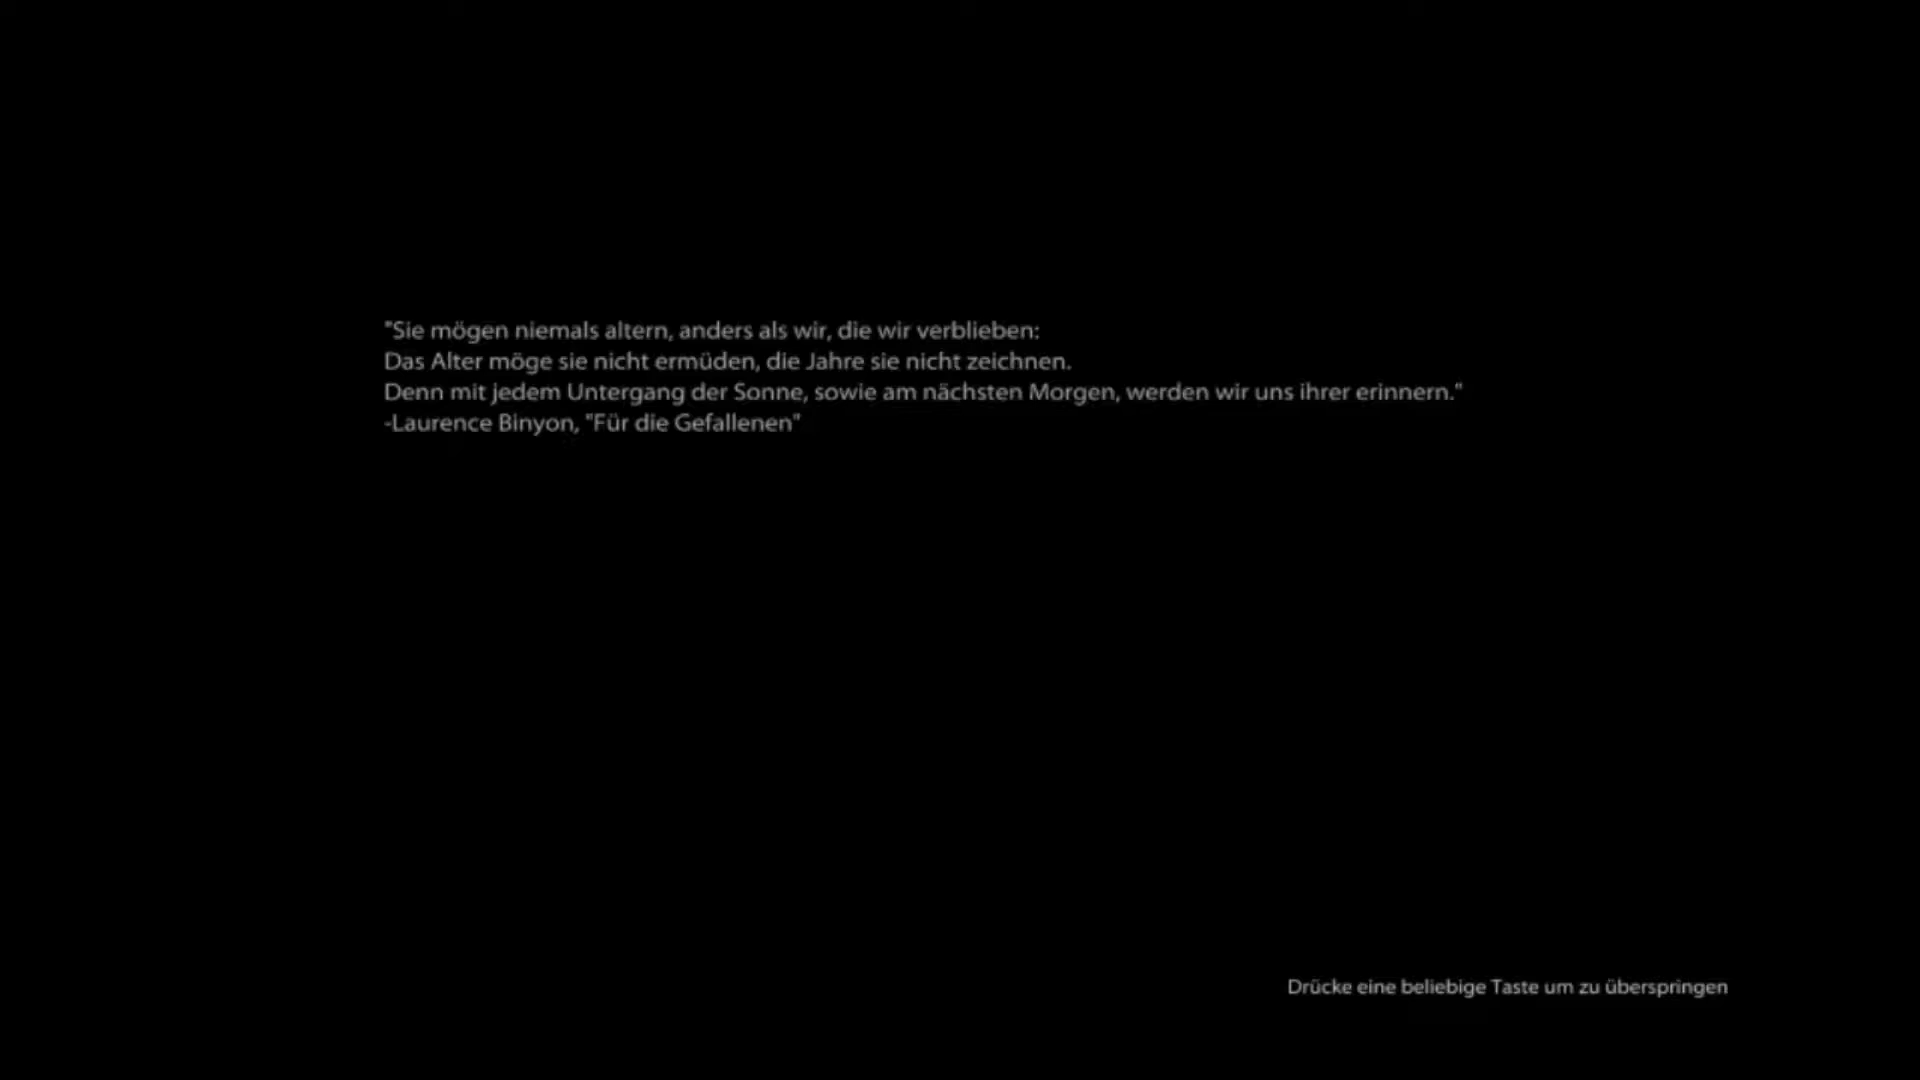 "Sie mögen niemals altern, anders als wir, die wir verblieben:
Das Alter möge sie nicht ermüden, die Jahre sie nicht zeichnen.
Denn mit jedem Untergang der Sonne, sowie am nächsten Morgen, werden wir uns ihrer erinnern."
-Laurence Binyon, "Für die Gefallenen"
Drücke eine beliebige Taste um zu überspringen